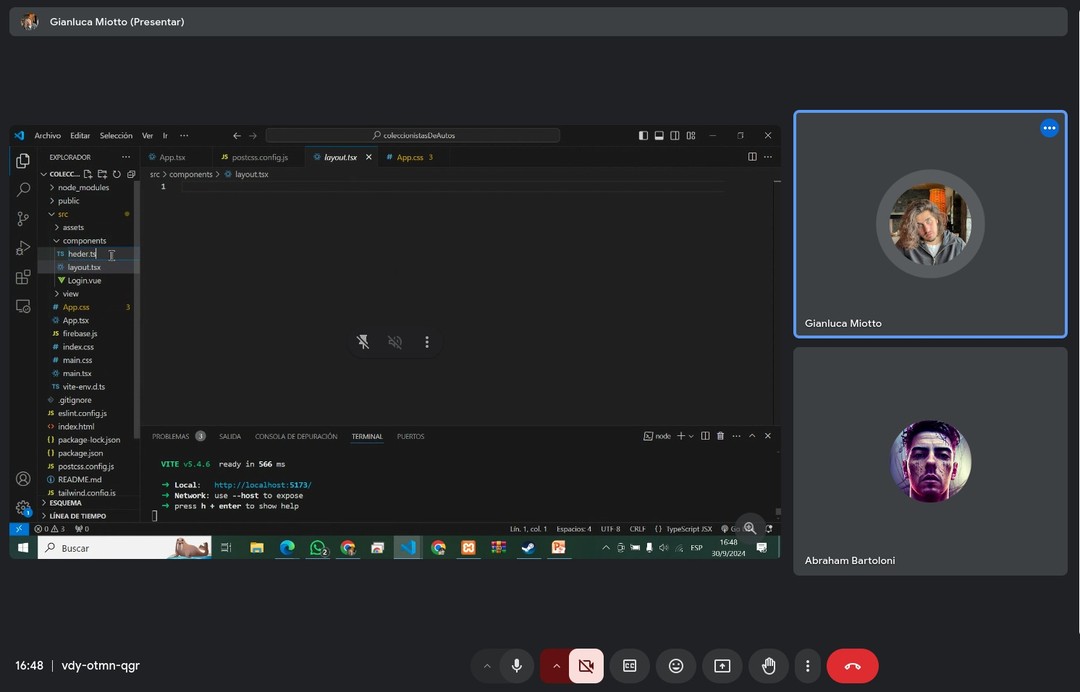 Gianluca Miotto (Presentar)
Archivo Editar Selección Ver Ir ··· coleccionistasDeAutos
EXPLORADOR
App.tsx postcss.config.js layout.tsx App.css 3
COLECC...
src > components > layout.tsx
node_modules
1
public
src
assets
components
heder.ts
layout.tsx
Login.vue
view
App.css 3
App.tsx
firebase.js
index.css
main.css
main.tsx
vite-env.d.ts
.gitignore
eslint.config.js
index.html
package-lock.json
package.json
postcss.config.js
README.md
tailwind.config.js
ESQUEMA
LÍNEA DE TIEMPO
PROBLEMAS 3 SALIDA CONSOLA DE DEPURACIÓN TERMINAL PUERTOS
node
VITE v5.4.6 ready in 566 ms
➜ Local: http://localhost:5173/
➜ Network: use --host to expose
➜ press h + enter to show help
0 3 0 Lín. 1, col. 1 Espacios: 4 UTF-8 CRLF {} TypeScript JSX
Buscar
2
ESP
16:48
30/9/2024
Gianluca Miotto
Abraham Bartoloni
16:48 | vdy-otmn-qgr